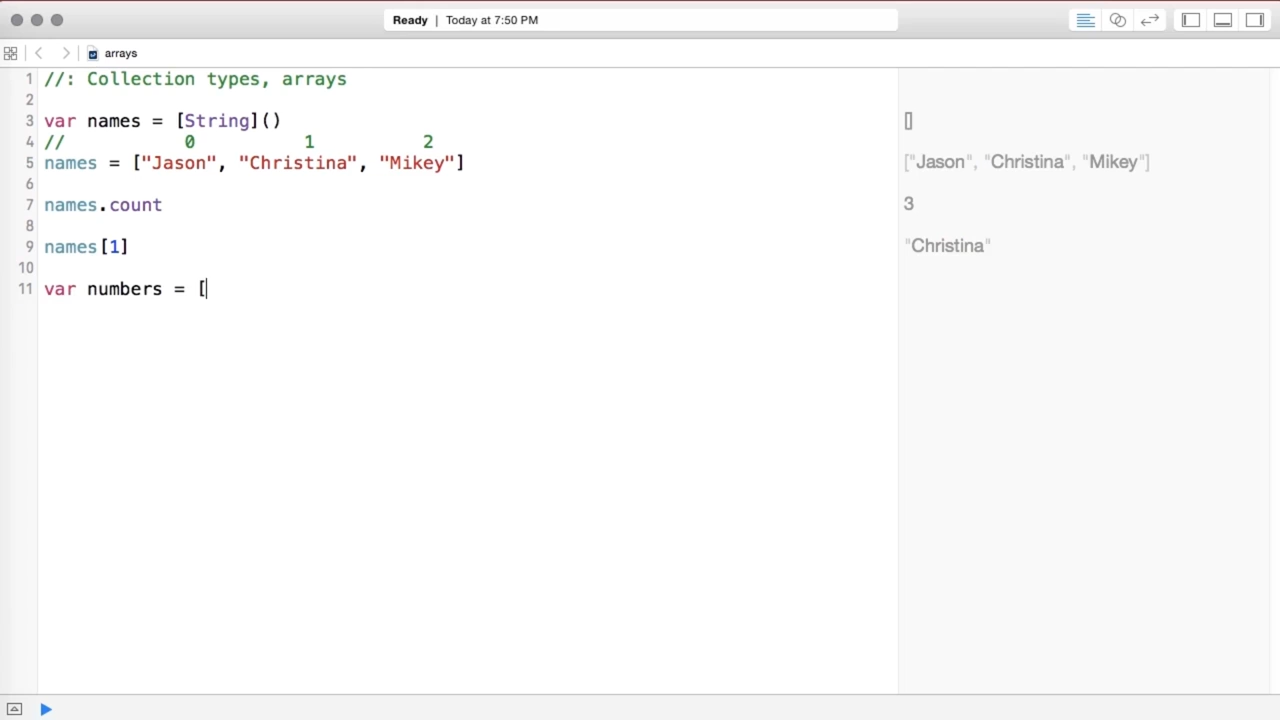 Ready | Today at 7:50 PM
arrays
1 //: Collection types, arrays
2
3 var names = [String]()
[]
4 // 0 1 2
5 names = ["Jason", "Christina", "Mikey"]
["Jason", "Christina", "Mikey"]
6
7 names.count
3
8
9 names[1]
"Christina"
10
11 var numbers = [